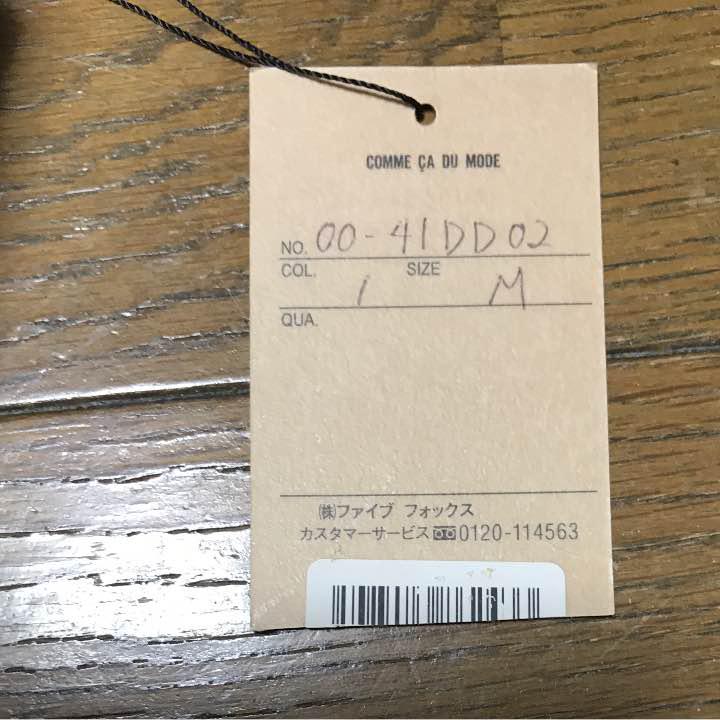 COMME ÇA DU MODE
NO. 00-41DD02
COL. 1 SIZE M
QUA.
㈱ファイブ フォックス
カスタマーサービス 0120-114563